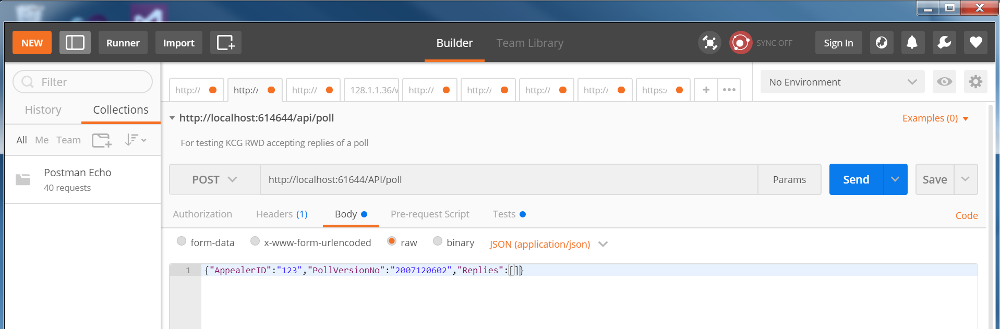 NEW Runner Import Builder Team Library SYNC OFF Sign In
Filter
http:// http:// http:// 128.1.1.36/w http:// http:// http:// http:// https:/ + ••• No Environment
History Collections
http://localhost:614644/api/poll Examples (0)
All Me Team
For testing KCG RWD accepting replies of a poll
Postman Echo
40 requests
POST http://localhost:61644/API/poll Params Send Save
Authorization Headers (1) Body Pre-request Script Tests Code
form-data x-www-form-urlencoded raw binary JSON (application/json)
1 {"AppealerID":"123","PollVersionNo":"2007120602","Replies":[]}